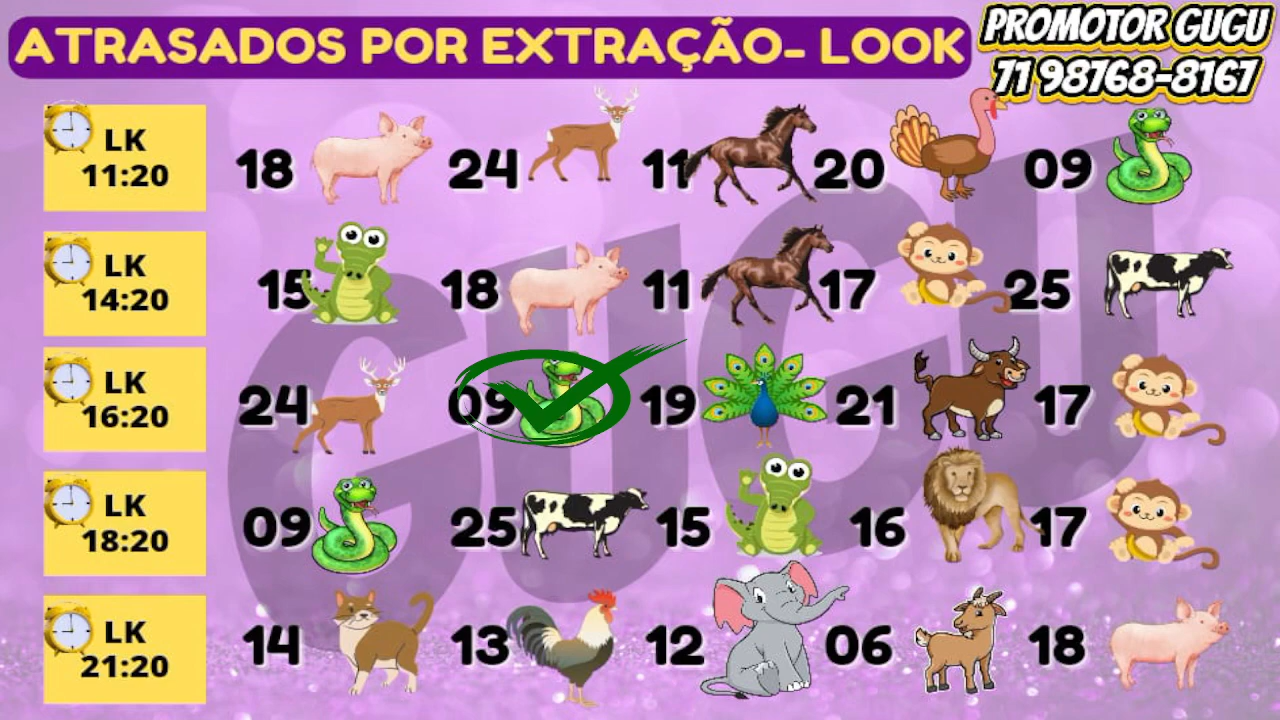 ATRASADOS POR EXTRAÇÃO- LOOK
PROMOTOR GUGU
71 98768-8167
LK
11:20
18 24 11 20 09
LK
14:20
15 18 11 17 25
LK
16:20
24 09 19 21 17
LK
18:20
09 25 15 16 17
LK
21:20
14 13 12 06 18
GUGU